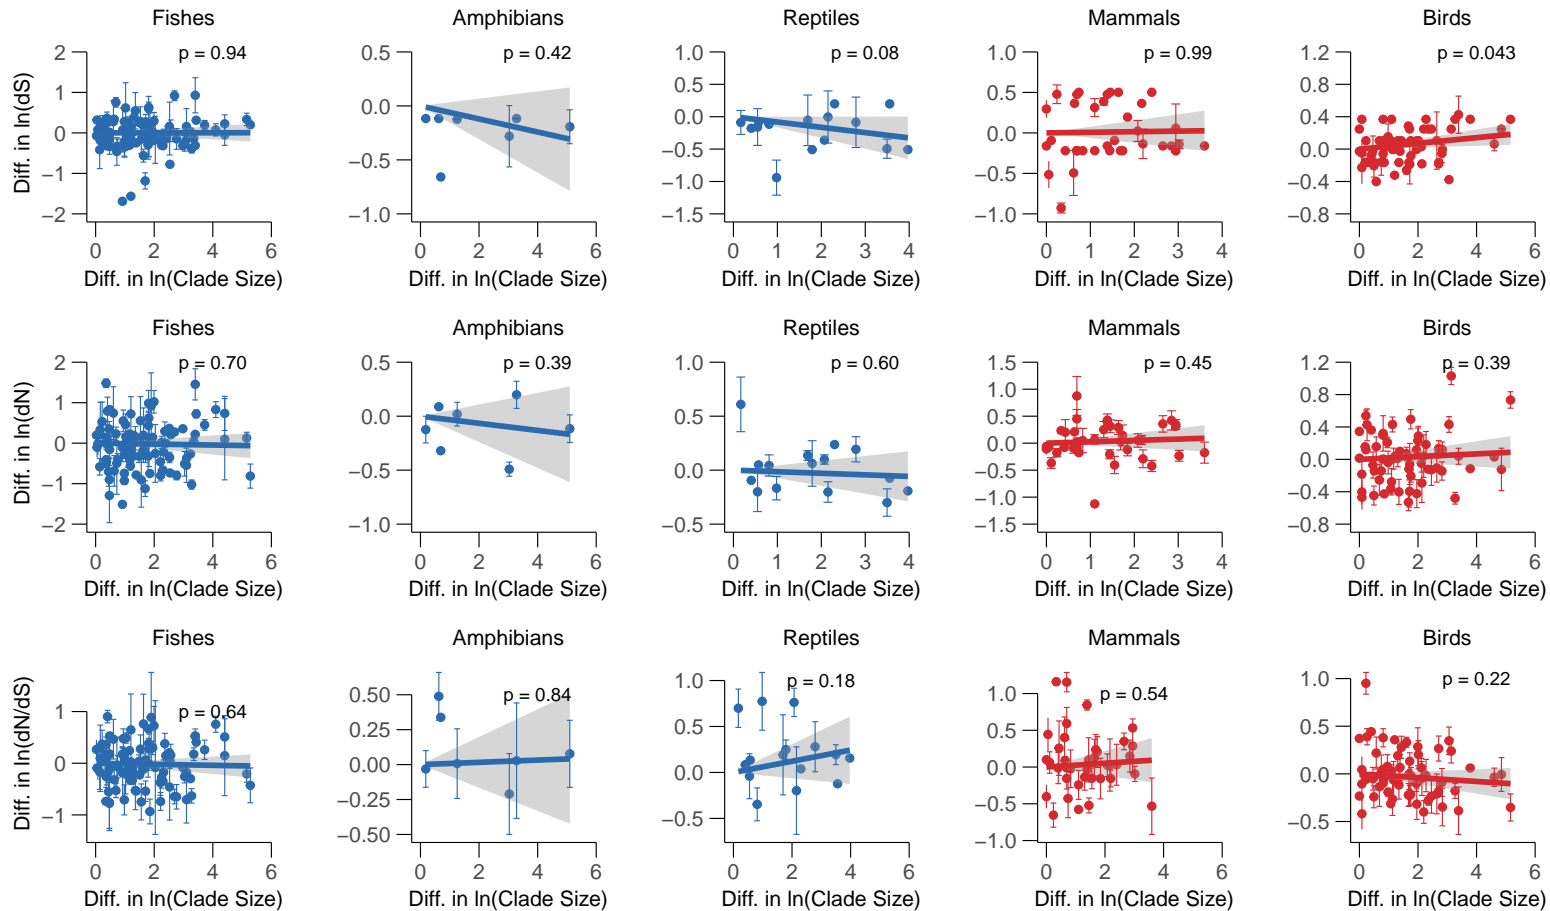 Fishes Amphibians Reptiles Mammals Birds
p = 0.94 p = 0.42 p = 0.08 p = 0.99 p = 0.043
Diff. in ln(dS)
2 1 0 −1 −2
0.5 0.0 −0.5 −1.0
1.0 0.5 0.0 −0.5 −1.0 −1.5
1.0 0.5 0.0 −0.5 −1.0
1.2 0.8 0.4 0.0 −0.4 −0.8
0 2 4 6 0 2 4 6 0 1 2 3 4 0 1 2 3 4 0 2 4 6
Diff. in ln(Clade Size) Diff. in ln(Clade Size) Diff. in ln(Clade Size) Diff. in ln(Clade Size) Diff. in ln(Clade Size)
Fishes Amphibians Reptiles Mammals Birds
p = 0.70 p = 0.39 p = 0.60 p = 0.45 p = 0.39
Diff. in ln(dN)
2 1 0 −1 −2
0.5 0.0 −0.5 −1.0
1.0 0.5 0.0 −0.5
1.5 1.0 0.5 0.0 −0.5 −1.0 −1.5
1.2 0.8 0.4 0.0 −0.4 −0.8
0 2 4 6 0 2 4 6 0 1 2 3 4 0 1 2 3 4 0 2 4 6
Diff. in ln(Clade Size) Diff. in ln(Clade Size) Diff. in ln(Clade Size) Diff. in ln(Clade Size) Diff. in ln(Clade Size)
Fishes Amphibians Reptiles Mammals Birds
p = 0.64 p = 0.84 p = 0.18 p = 0.54 p = 0.22
Diff. in ln(dN/dS)
1 0 −1
0.50 0.25 0.00 −0.25 −0.50
1.0 0.5 0.0 −0.5
1.0 0.5 0.0 −0.5 −1.0
1.0 0.5 0.0 −0.5
0 2 4 6 0 2 4 6 0 2 4 6 0 2 4 6 0 2 4 6
Diff. in ln(Clade Size) Diff. in ln(Clade Size) Diff. in ln(Clade Size) Diff. in ln(Clade Size) Diff. in ln(Clade Size)